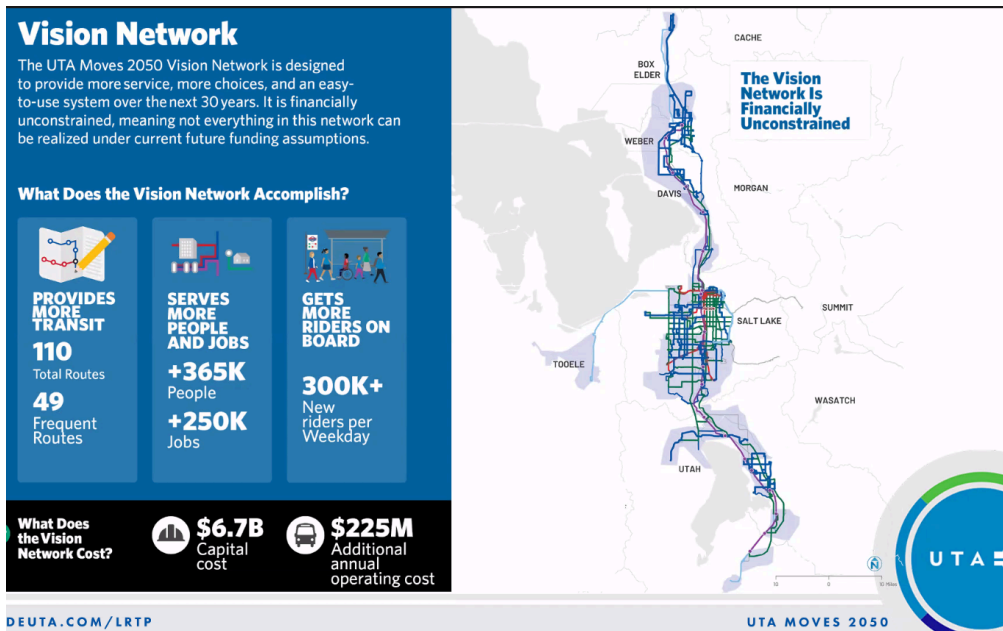 Vision Network
The UTA Moves 2050 Vision Network is designed
to provide more service, more choices, and an easy-
to-use system over the next 30 years. It is financially
unconstrained, meaning not everything in this network can
be realized under current future funding assumptions.
What Does the Vision Network Accomplish?
PROVIDES
MORE
TRANSIT
110
Total Routes
49
Frequent
Routes
SERVES
MORE
PEOPLE
AND JOBS
+365K
People
+250K
Jobs
GETS
MORE
RIDERS ON
BOARD
300K+
New
riders per
Weekday
What Does
the Vision
Network Cost?
$6.7B
Capital
cost
$225M
Additional
annual
operating cost
The Vision
Network Is
Financially
Unconstrained
CACHE
BOX
ELDER
WEBER
DAVIS
MORGAN
SALT LAKE
SUMMIT
TOOELE
WASATCH
UTAH
N
10
0
10 Miles
UTA
DEUTA.COM/LRTP
UTA MOVES 2050